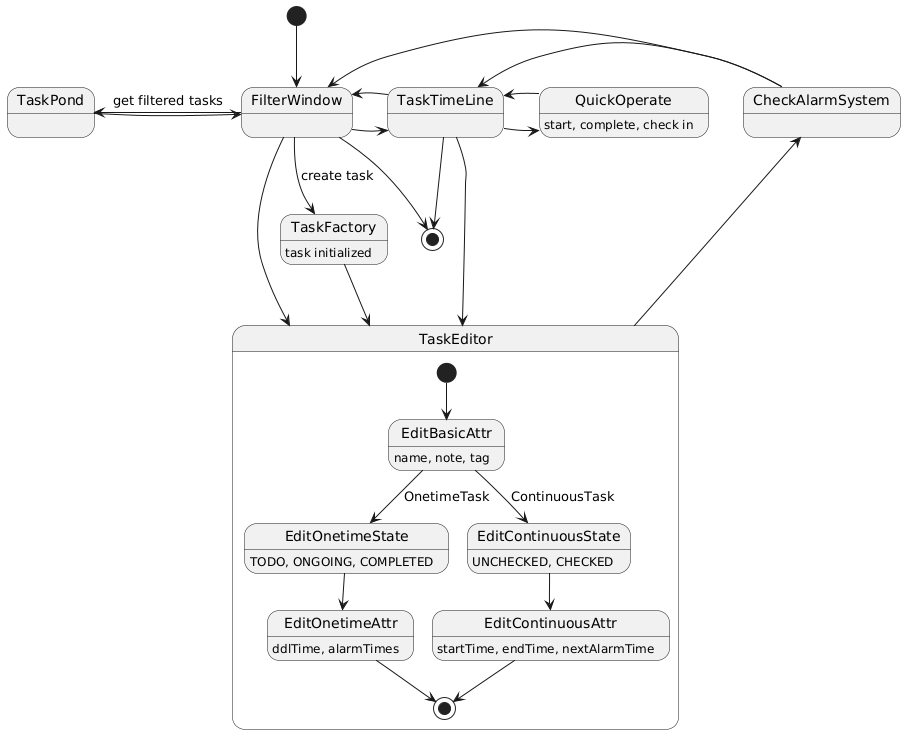 TaskPond
get filtered tasks
FilterWindow
TaskTimeLine
QuickOperate
start, complete, check in
CheckAlarmSystem
create task
TaskFactory
task initialized
TaskEditor
EditBasicAttr
name, note, tag
OnetimeTask
ContinuousTask
EditOnetimeState
TODO, ONGOING, COMPLETED
EditContinuousState
UNCHECKED, CHECKED
EditOnetimeAttr
ddlTime, alarmTimes
EditContinuousAttr
startTime, endTime, nextAlarmTime